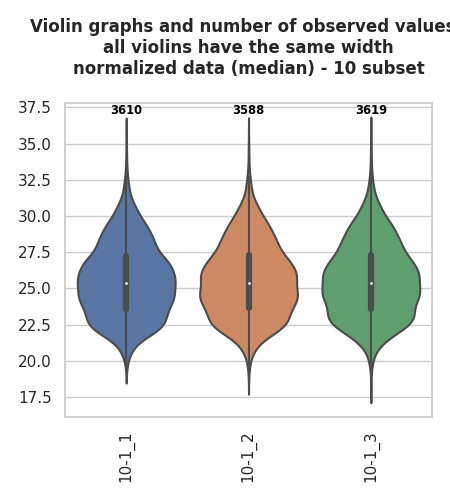 Violin graphs and number of observed values
all violins have the same width
normalized data (median) - 10 subset
3610 3588 3619
37.5
35.0
32.5
30.0
27.5
25.0
22.5
20.0
17.5
10-1_1 10-1_2 10-1_3